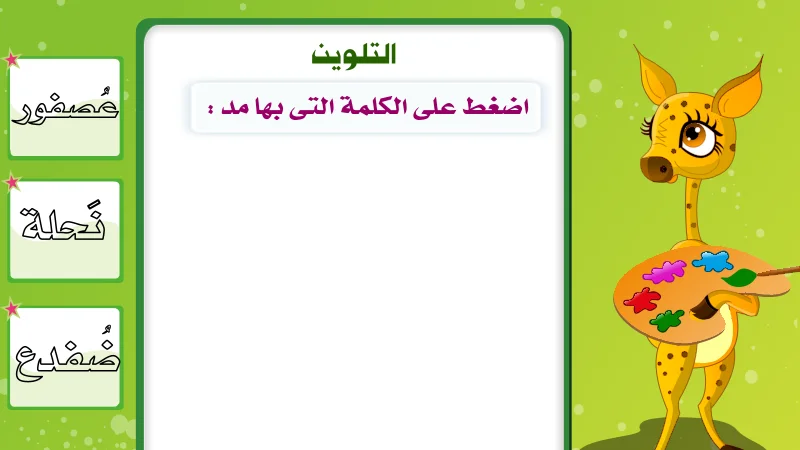 التلوين
اضغط على الكلمة التى بها مد :
عُصفور
نَحلة
ضُفدع